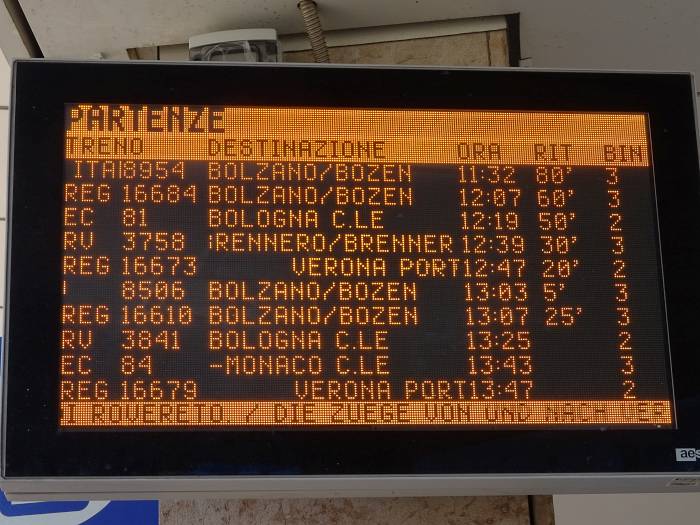 PARTENZE
TRENO DESTINAZIONE ORA RIT BIN
ITA 8954 BOLZANO/BOZEN 11:32 80' 3
REG 16684 BOLZANO/BOZEN 12:07 60' 3
EC 81 BOLOGNA C.LE 12:19 50' 2
RV 3758 BRENNERO/BRENNER 12:39 30' 3
REG 16673 VERONA PORT 12:47 20' 2
8506 BOLZANO/BOZEN 13:03 5' 3
REG 16610 BOLZANO/BOZEN 13:07 25' 3
RV 3841 BOLOGNA C.LE 13:25 2
EC 84 -MONACO C.LE 13:43 3
REG 16679 VERONA PORT 13:47 2
I ROVERETO / DIE ZUEGE VON UND NACH
aes